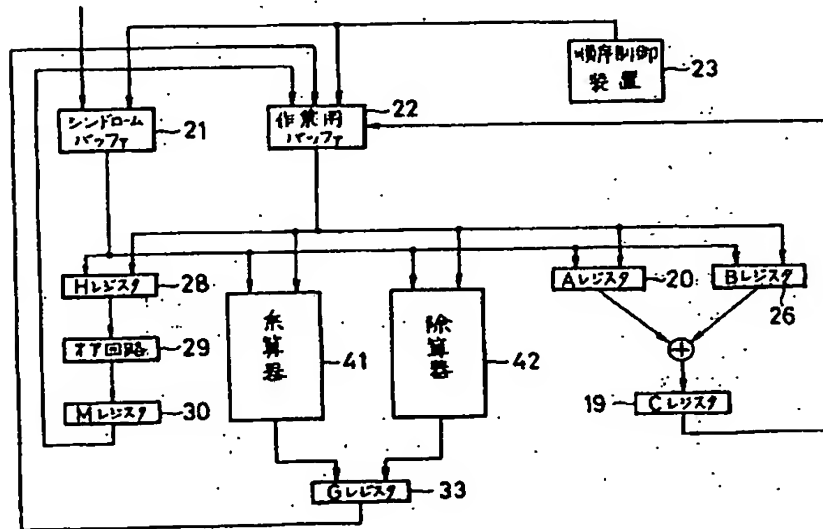 順序制御
装置
23
シンドローム
バッファ
21
作業用
バッファ
22
Hレジスタ
28
オア回路
29
Mレジスタ
30
乗算器
41
除算器
42
Aレジスタ
20
Bレジスタ
26
19
Cレジスタ
Gレジスタ
33